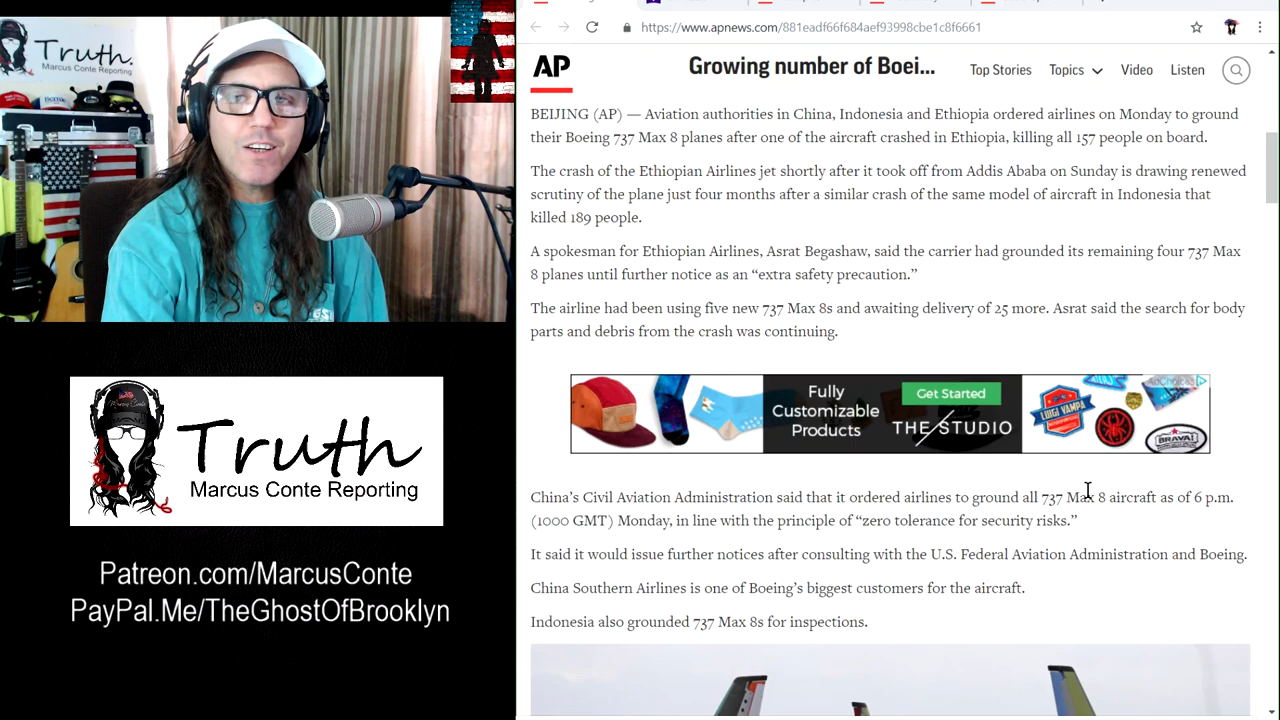 Truth.
Marcus Conte Reporting
Bernie
Truth
Marcus Conte Reporting
Patreon.com/MarcusConte
PayPal.Me/TheGhostOfBrooklyn
https://www.apnews.com/881eadf66fd84aef93998cbe1c8f6661
AP
Growing number of Boei...
Top Stories
Topics
Video
Listen
BEIJING (AP) — Aviation authorities in China, Indonesia and Ethiopia ordered airlines on Monday to ground
their Boeing 737 Max 8 planes after one of the aircraft crashed in Ethiopia, killing all 157 people on board.
The crash of the Ethiopian Airlines jet shortly after it took off from Addis Ababa on Sunday is drawing renewed
scrutiny of the plane just four months after a similar crash of the same model of aircraft in Indonesia that
killed 189 people.
A spokesman for Ethiopian Airlines, Asrat Begashaw, said the carrier had grounded its remaining four 737 Max
8 planes until further notice as an “extra safety precaution.”
The airline had been using five new 737 Max 8s and awaiting delivery of 25 more. Asrat said the search for body
parts and debris from the crash was continuing.
Fully
Customizable
Products
Get Started
THE STUDIO
LUIGI VAMPA
BRAVA!
AdChoices
China’s Civil Aviation Administration said that it ordered airlines to ground all 737 Max 8 aircraft as of 6 p.m.
(1000 GMT) Monday, in line with the principle of “zero tolerance for security risks.”
It said it would issue further notices after consulting with the U.S. Federal Aviation Administration and Boeing.
China Southern Airlines is one of Boeing’s biggest customers for the aircraft.
Indonesia also grounded 737 Max 8s for inspections.